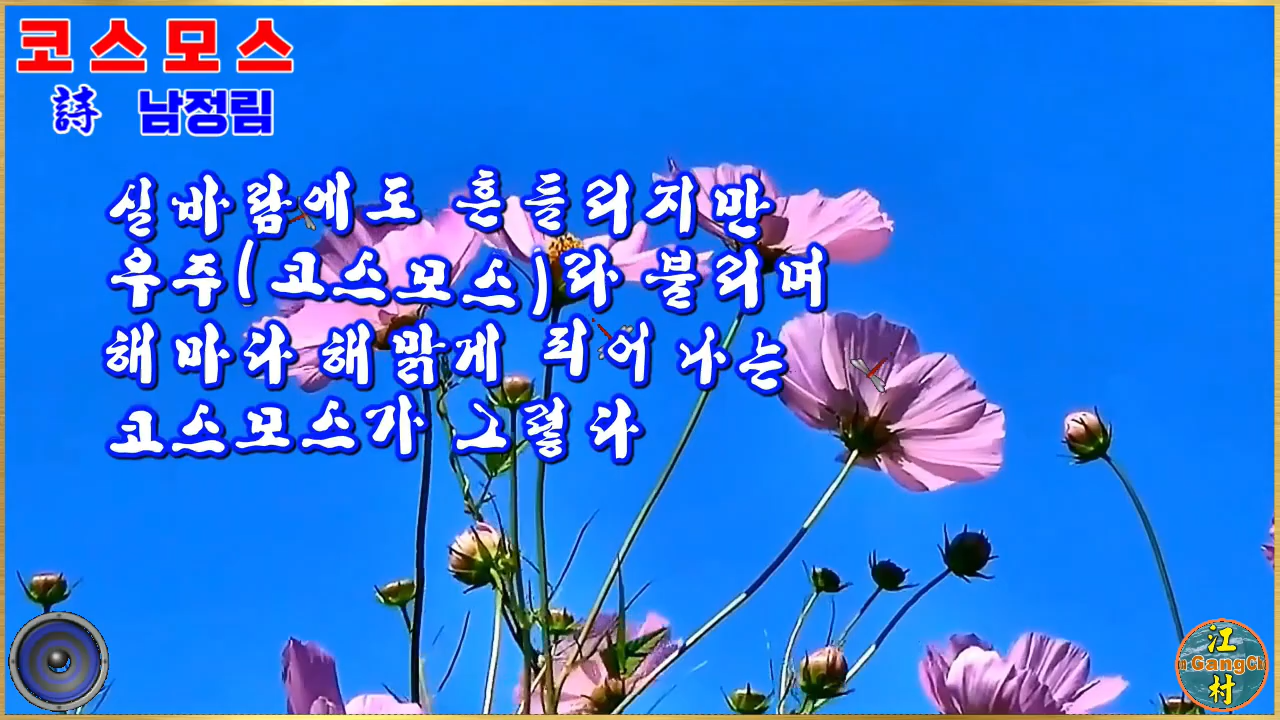 코스모스
詩 남정림
실바람에도 흔들리지만
우주(코스모스)라 불리며
해마다 해맑게 피어 나는
코스모스가 그렇다
江
GangCh
村